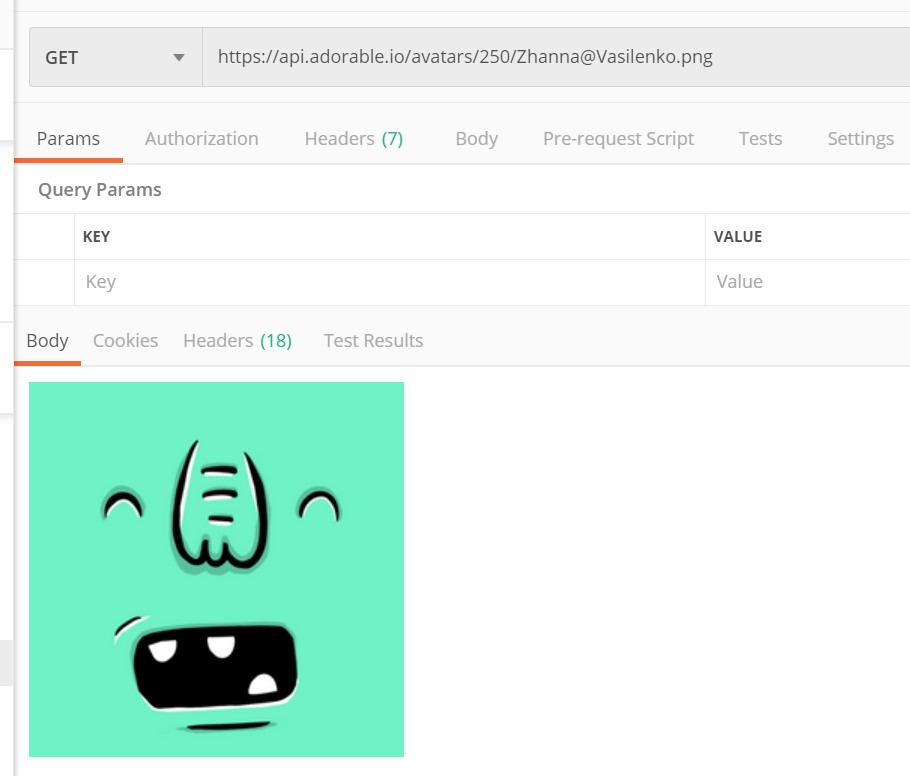 GET https://api.adorable.io/avatars/250/Zhanna@Vasilenko.png
Params Authorization Headers (7) Body Pre-request Script Tests Settings
Query Params
KEY VALUE
Key Value
Body Cookies Headers (18) Test Results